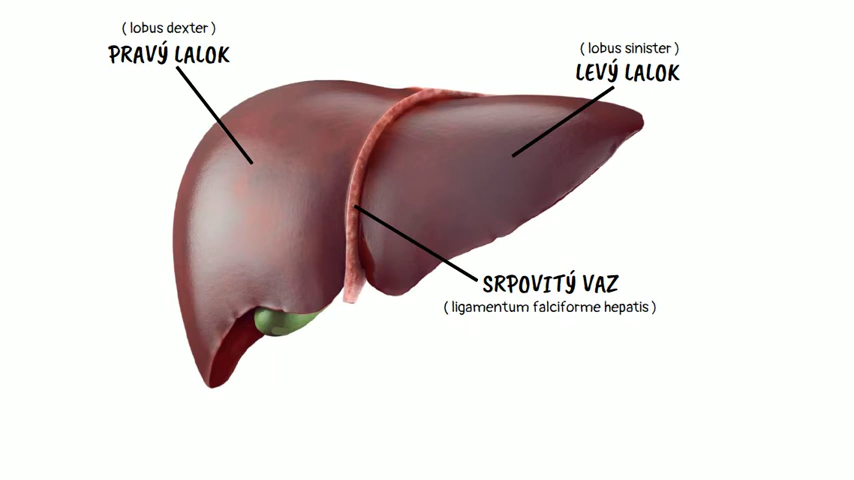 ( lobus dexter )
PRAVÝ LALOK
( lobus sinister )
LEVÝ LALOK
SRPOVITÝ VAZ
( ligamentum falciforme hepatis )